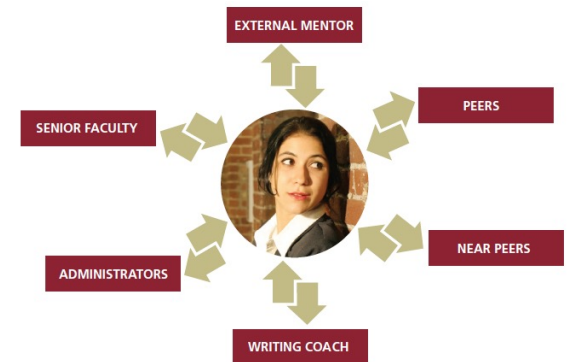 EXTERNAL MENTOR
PEERS
SENIOR FACULTY
NEAR PEERS
ADMINISTRATORS
WRITING COACH